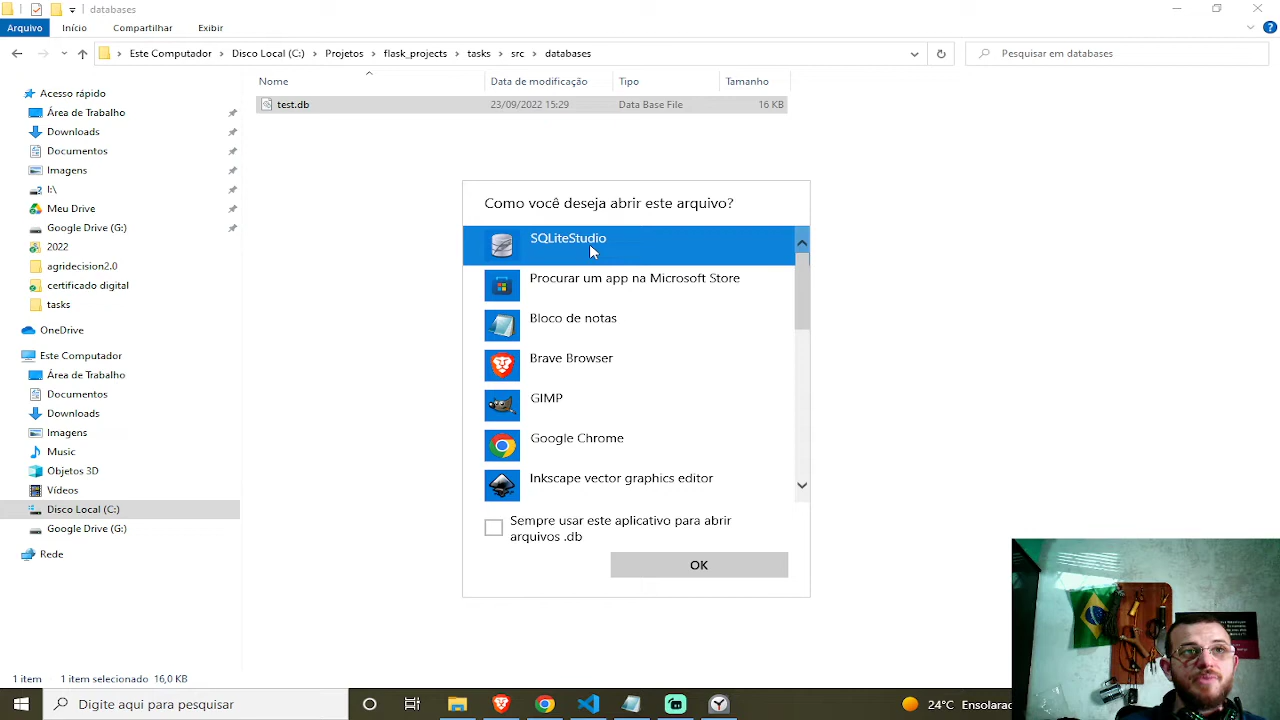 databases
Arquivo Início Compartilhar Exibir
Este Computador > Disco Local (C:) > Projetos > flask_projects > tasks > src > databases
Pesquisar em databases
Nome Data de modificação Tipo Tamanho
test.db 23/09/2022 15:29 Data Base File 16 KB
Acesso rápido
Área de Trabalho
Downloads
Documentos
Imagens
I:\
Meu Drive
Google Drive (G:)
2022
agridecision2.0
certificado digital
tasks
OneDrive
Este Computador
Área de Trabalho
Documentos
Downloads
Imagens
Music
Objetos 3D
Vídeos
Disco Local (C:)
Google Drive (G:)
Rede
Como você deseja abrir este arquivo?
SQLiteStudio
Procurar um app na Microsoft Store
Bloco de notas
Brave Browser
GIMP
Google Chrome
Inkscape vector graphics editor
Sempre usar este aplicativo para abrir
arquivos .db
OK
1 item 1 item selecionado 16,0 KB
Digite aqui para pesquisar
24°C Ensolarado